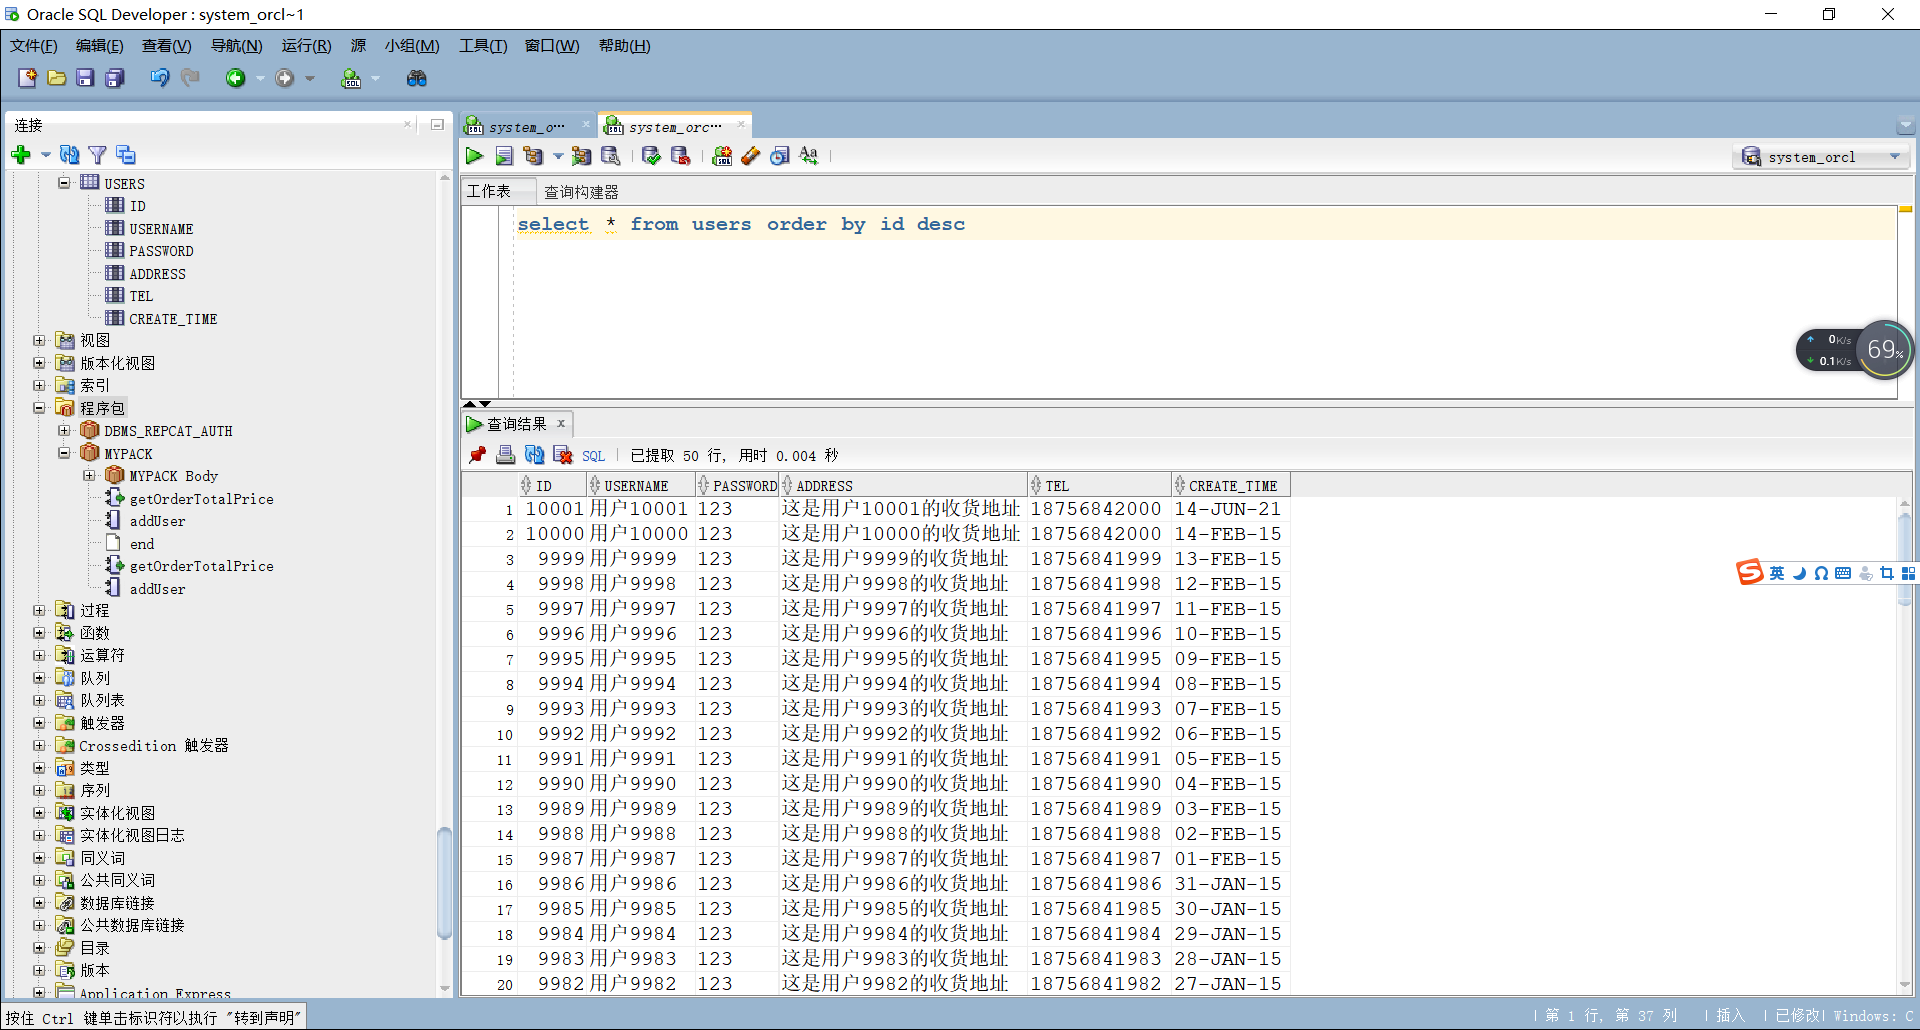 Oracle SQL Developer : system_orcl~1
文件(F) 编辑(E) 查看(V) 导航(N) 运行(R) 源 小组(M) 工具(T) 窗口(W) 帮助(H)
连接
USERS
ID
USERNAME
PASSWORD
ADDRESS
TEL
CREATE_TIME
视图
版本化视图
索引
程序包
DBMS_REPCAT_AUTH
MYPACK
MYPACK Body
getOrderTotalPrice
addUser
end
getOrderTotalPrice
addUser
过程
函数
运算符
队列
队列表
触发器
Crossedition 触发器
类型
序列
实体化视图
实体化视图日志
同义词
公共同义词
数据库链接
公共数据库链接
目录
版本
Application Express
system_o… system_orc…
system_orcl
工作表 查询构建器
select * from users order by id desc
0K/s
0.1K/s
69%
查询结果
SQL 已提取 50 行, 用时 0.004 秒
ID USERNAME PASSWORD ADDRESS TEL CREATE_TIME
1 10001 用户10001 123 这是用户10001的收货地址 18756842000 14-JUN-21
2 10000 用户10000 123 这是用户10000的收货地址 18756842000 14-FEB-15
3 9999 用户9999 123 这是用户9999的收货地址 18756841999 13-FEB-15
4 9998 用户9998 123 这是用户9998的收货地址 18756841998 12-FEB-15
5 9997 用户9997 123 这是用户9997的收货地址 18756841997 11-FEB-15
6 9996 用户9996 123 这是用户9996的收货地址 18756841996 10-FEB-15
7 9995 用户9995 123 这是用户9995的收货地址 18756841995 09-FEB-15
8 9994 用户9994 123 这是用户9994的收货地址 18756841994 08-FEB-15
9 9993 用户9993 123 这是用户9993的收货地址 18756841993 07-FEB-15
10 9992 用户9992 123 这是用户9992的收货地址 18756841992 06-FEB-15
11 9991 用户9991 123 这是用户9991的收货地址 18756841991 05-FEB-15
12 9990 用户9990 123 这是用户9990的收货地址 18756841990 04-FEB-15
13 9989 用户9989 123 这是用户9989的收货地址 18756841989 03-FEB-15
14 9988 用户9988 123 这是用户9988的收货地址 18756841988 02-FEB-15
15 9987 用户9987 123 这是用户9987的收货地址 18756841987 01-FEB-15
16 9986 用户9986 123 这是用户9986的收货地址 18756841986 31-JAN-15
17 9985 用户9985 123 这是用户9985的收货地址 18756841985 30-JAN-15
18 9984 用户9984 123 这是用户9984的收货地址 18756841984 29-JAN-15
19 9983 用户9983 123 这是用户9983的收货地址 18756841983 28-JAN-15
20 9982 用户9982 123 这是用户9982的收货地址 18756841982 27-JAN-15
英
按住 Ctrl 键单击标识符以执行 "转到声明"
第 1 行, 第 37 列 | 插入 | 已修改| Windows: C